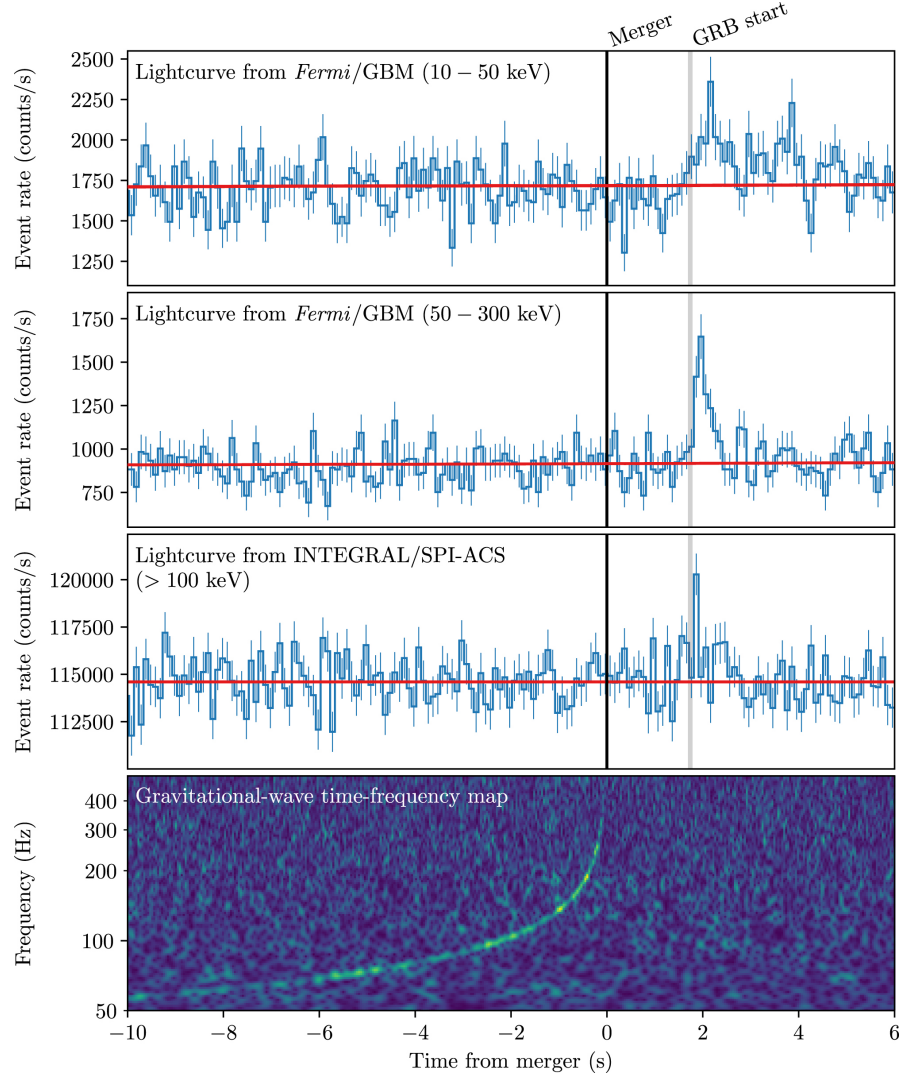 Merger
GRB start
Lightcurve from Fermi/GBM (10 − 50 keV)
Event rate (counts/s)
2500
2250
2000
1750
1500
1250
Lightcurve from Fermi/GBM (50 − 300 keV)
Event rate (counts/s)
1750
1500
1250
1000
750
Lightcurve from INTEGRAL/SPI-ACS
(> 100 keV)
Event rate (counts/s)
120000
117500
115000
112500
Gravitational-wave time-frequency map
Frequency (Hz)
400
300
200
100
50
−10 −8 −6 −4 −2 0 2 4 6
Time from merger (s)